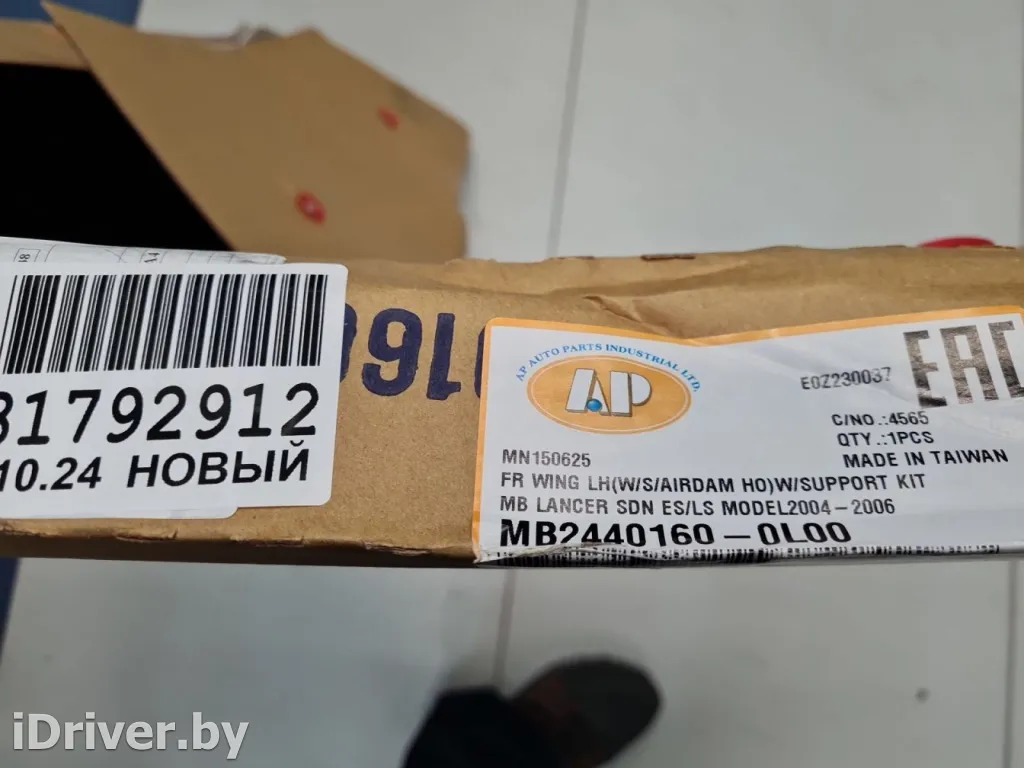 AP AUTO PARTS INDUSTRIAL LTD.
AP
EAC
E0Z230037
C/NO.:4565
QTY.:1PCS
MADE IN TAIWAN
MN150625
FR WING LH(W/S/AIRDAM HO)W/SUPPORT KIT
MB LANCER SDN ES/LS MODEL2004-2006
MB2440160-0L00
31792912
10.24 НОВЫЙ
A4
iDriver.by